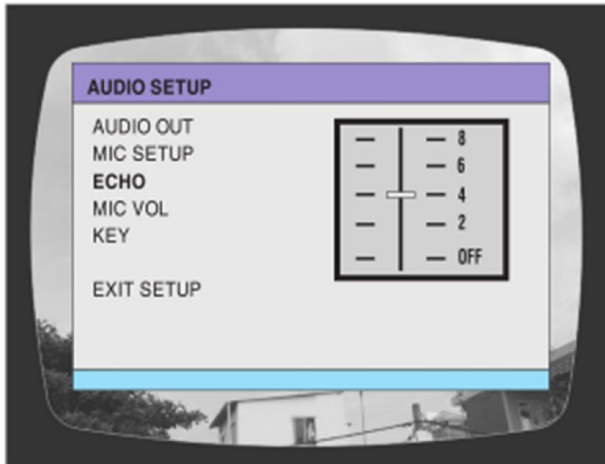 AUDIO SETUP
AUDIO OUT
MIC SETUP
ECHO
MIC VOL
KEY
EXIT SETUP
8
6
4
2
OFF